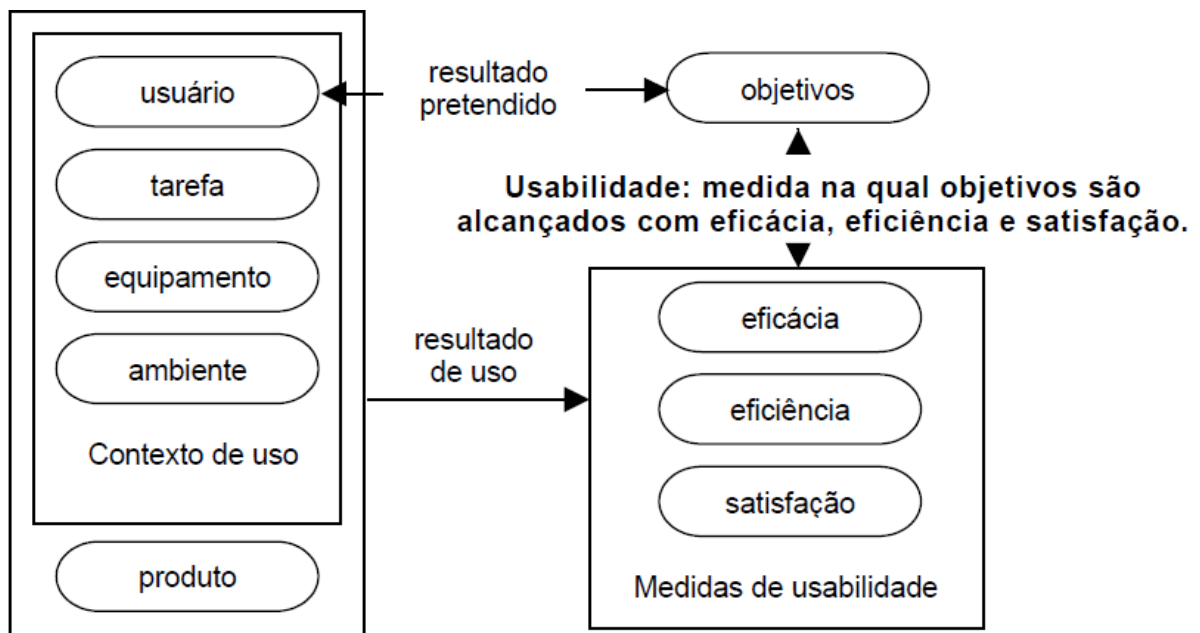 usuário
tarefa
equipamento
ambiente
Contexto de uso
produto
resultado
pretendido
objetivos
Usabilidade: medida na qual objetivos são
alcançados com eficácia, eficiência e satisfação.
resultado
de uso
eficácia
eficiência
satisfação
Medidas de usabilidade